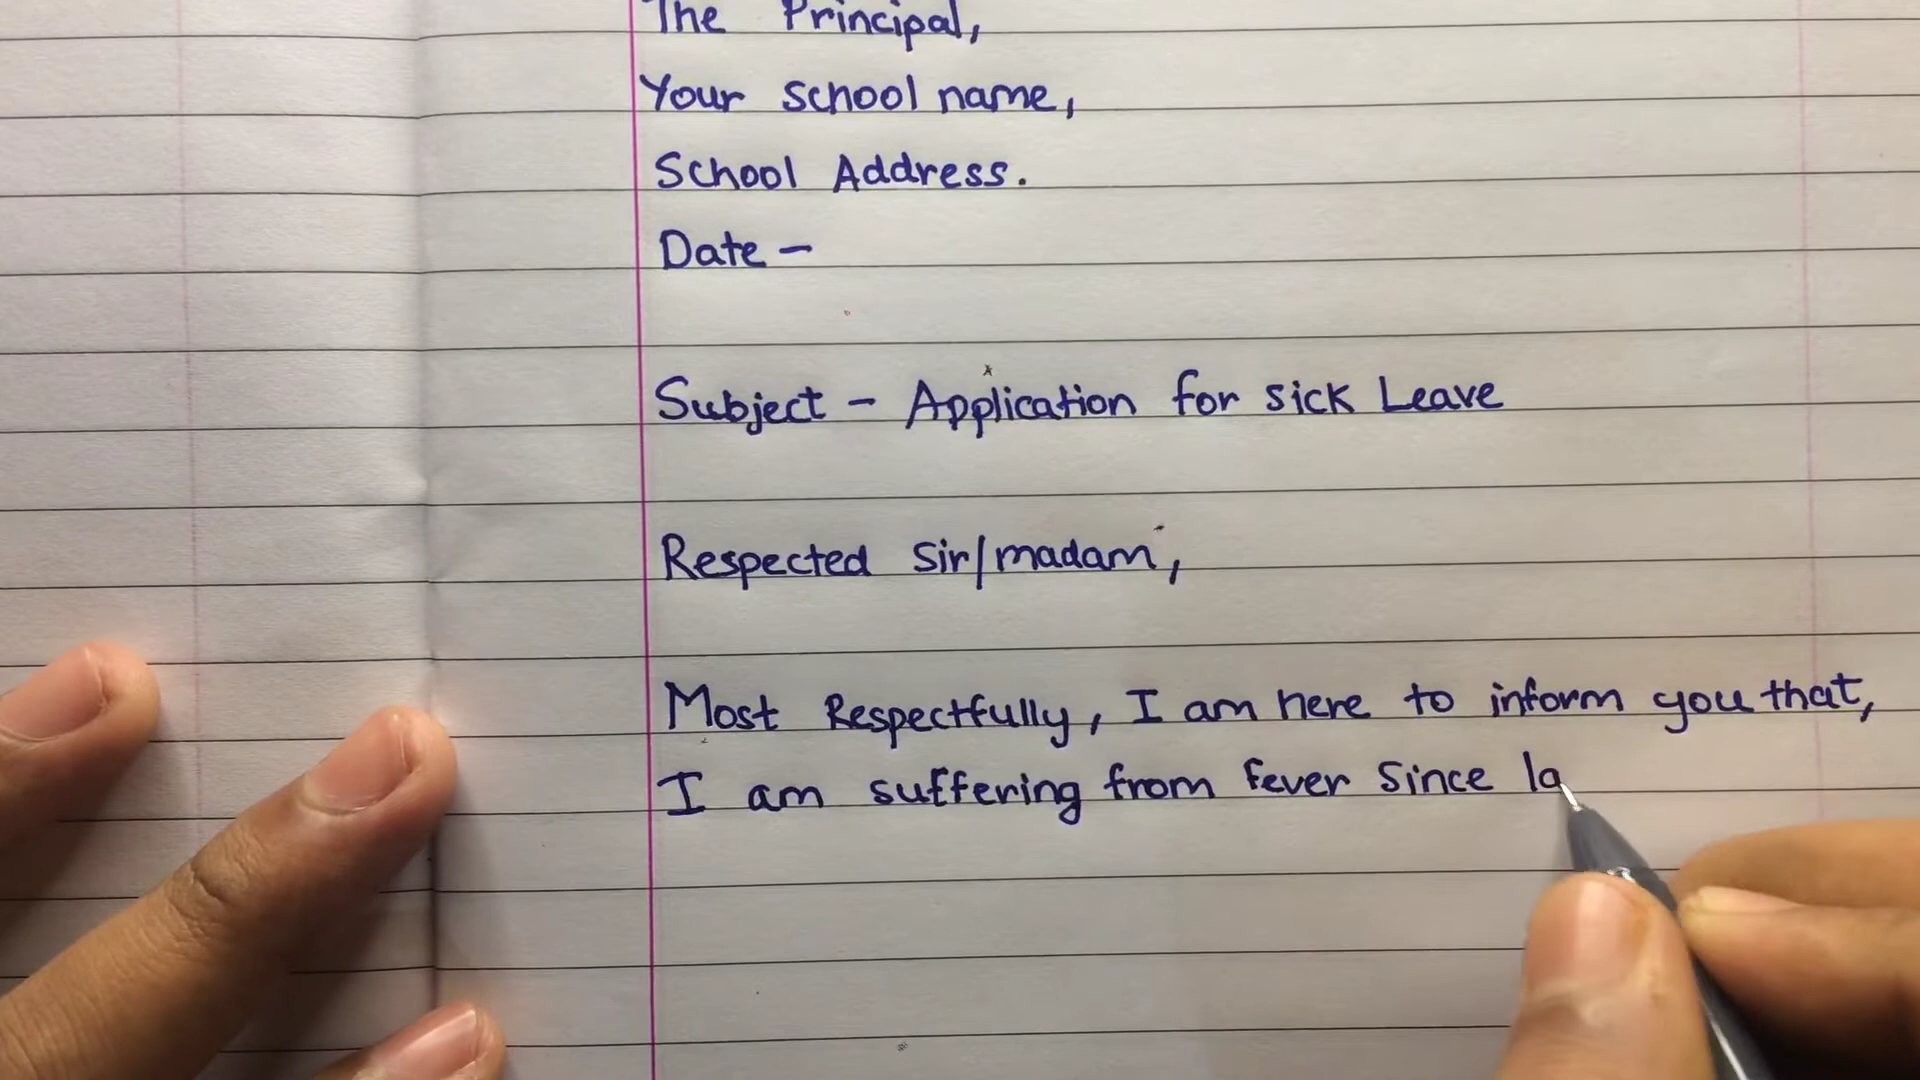 The Principal,
Your school name,
School Address.
Date -
Subject - Application for sick Leave
Respected Sir/madam,
Most Respectfully, I am here to inform you that,
I am suffering from fever since la